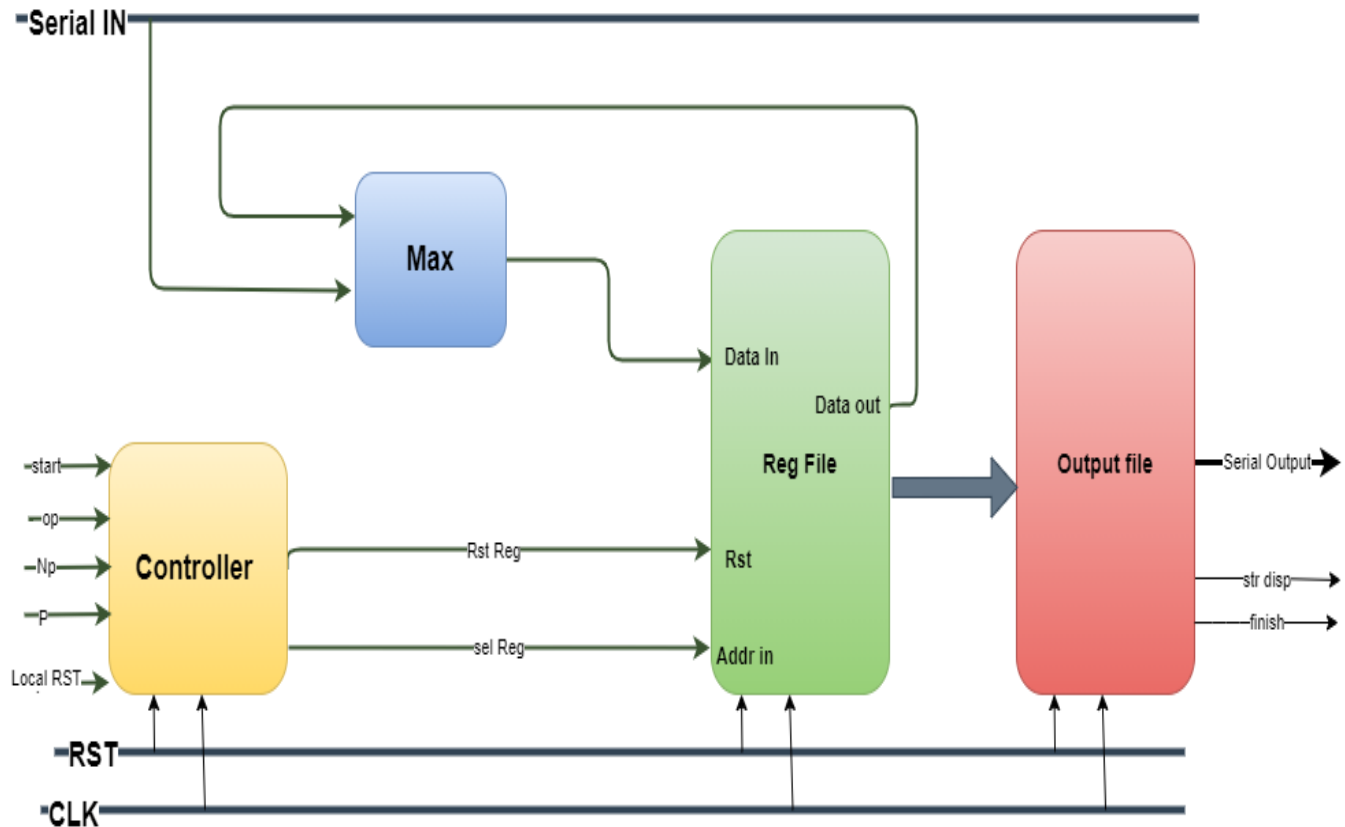 Serial IN
Max
Data In
Data out
start
Reg File
Output file
Serial Output
op
Rst Reg
Rst
Np
Controller
str disp
p
finish
sel Reg
Addr in
Local RST
RST
CLK